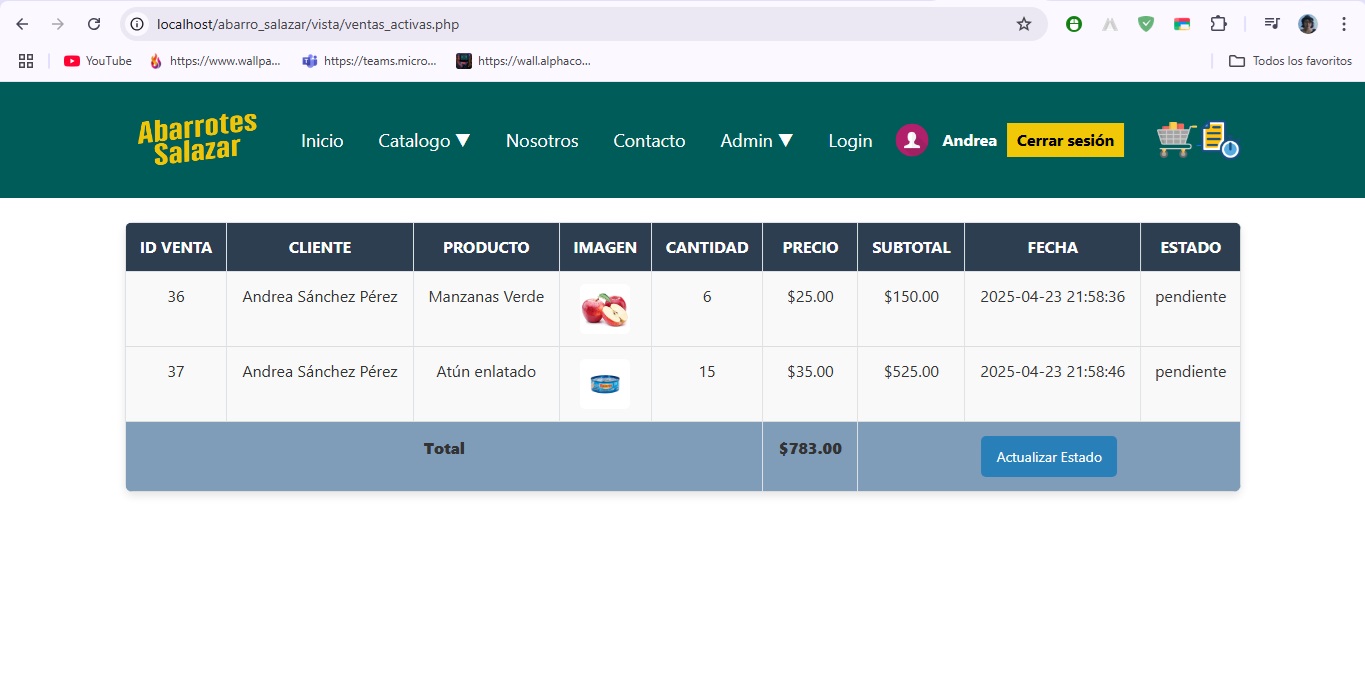 localhost/abarro_salazar/vista/ventas_activas.php
YouTube https://www.wallpa... https://teams.micro... https://wall.alphaco... Todos los favoritos
Abarrotes
Salazar
Inicio Catalogo ▼ Nosotros Contacto Admin ▼ Login Andrea Cerrar sesión
ID VENTA CLIENTE PRODUCTO IMAGEN CANTIDAD PRECIO SUBTOTAL FECHA ESTADO
36 Andrea Sánchez Pérez Manzanas Verde 6 $25.00 $150.00 2025-04-23 21:58:36 pendiente
37 Andrea Sánchez Pérez Atún enlatado 15 $35.00 $525.00 2025-04-23 21:58:46 pendiente
Total $783.00 Actualizar Estado